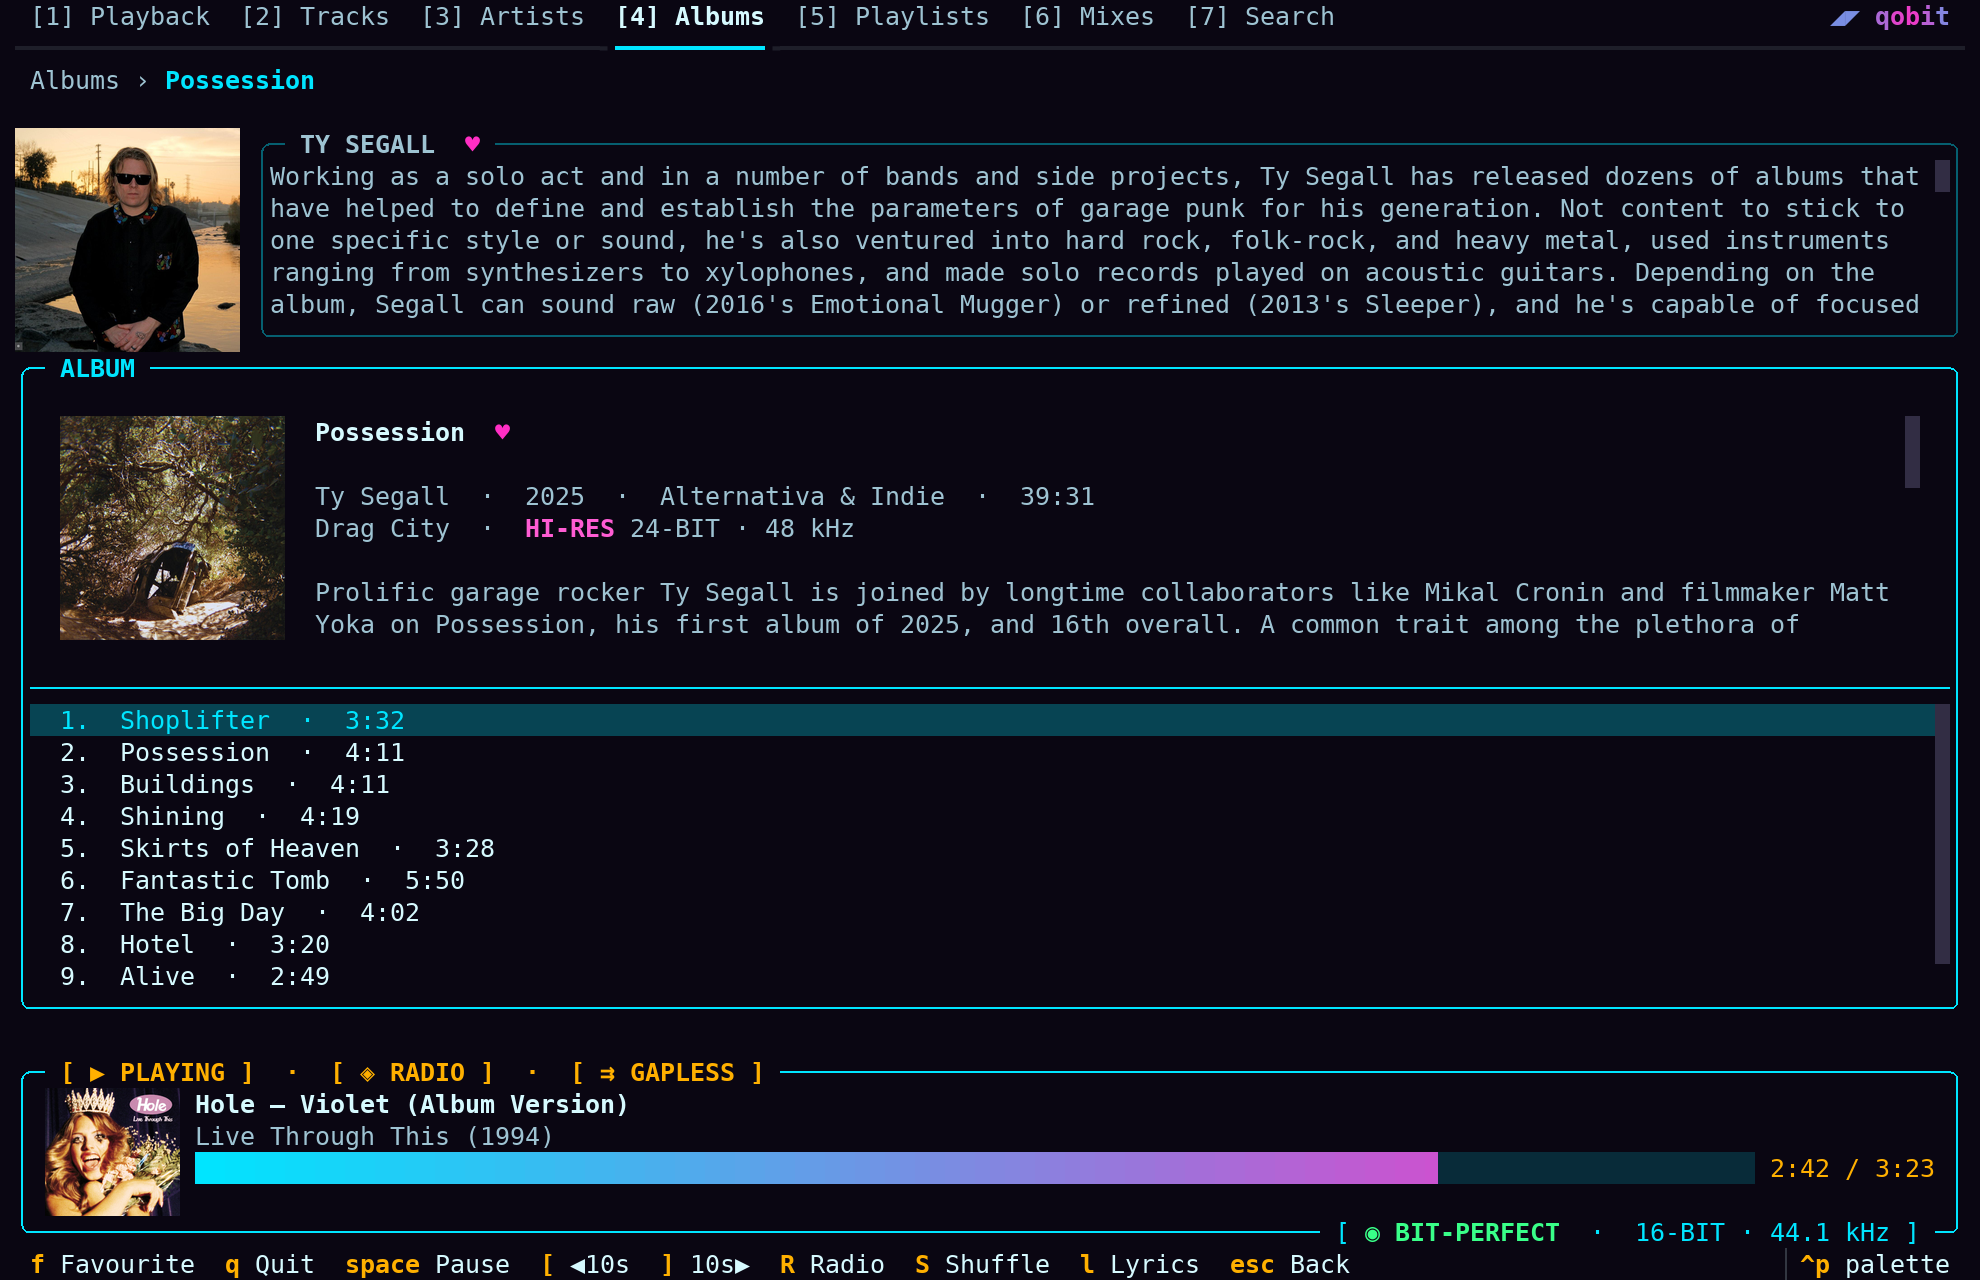 [1] Playback [2] Tracks [3] Artists [4] Albums [5] Playlists [6] Mixes [7] Search qobit
Albums › Possession
TY SEGALL ♥
Working as a solo act and in a number of bands and side projects, Ty Segall has released dozens of albums that
have helped to define and establish the parameters of garage punk for his generation. Not content to stick to
one specific style or sound, he's also ventured into hard rock, folk-rock, and heavy metal, used instruments
ranging from synthesizers to xylophones, and made solo records played on acoustic guitars. Depending on the
album, Segall can sound raw (2016's Emotional Mugger) or refined (2013's Sleeper), and he's capable of focused
ALBUM
Possession ♥
Ty Segall · 2025 · Alternativa & Indie · 39:31
Drag City · HI-RES 24-BIT · 48 kHz
Prolific garage rocker Ty Segall is joined by longtime collaborators like Mikal Cronin and filmmaker Matt
Yoka on Possession, his first album of 2025, and 16th overall. A common trait among the plethora of
1. Shoplifter · 3:32
2. Possession · 4:11
3. Buildings · 4:11
4. Shining · 4:19
5. Skirts of Heaven · 3:28
6. Fantastic Tomb · 5:50
7. The Big Day · 4:02
8. Hotel · 3:20
9. Alive · 2:49
[ ▶ PLAYING ] · [ ◈ RADIO ] · [ ⇉ GAPLESS ]
Hole
Live Through This
Hole — Violet (Album Version)
Live Through This (1994)
2:42 / 3:23
[ ◉ BIT-PERFECT · 16-BIT · 44.1 kHz ]
f Favourite q Quit space Pause [ ◀10s ] 10s▶ R Radio S Shuffle l Lyrics esc Back ^p palette